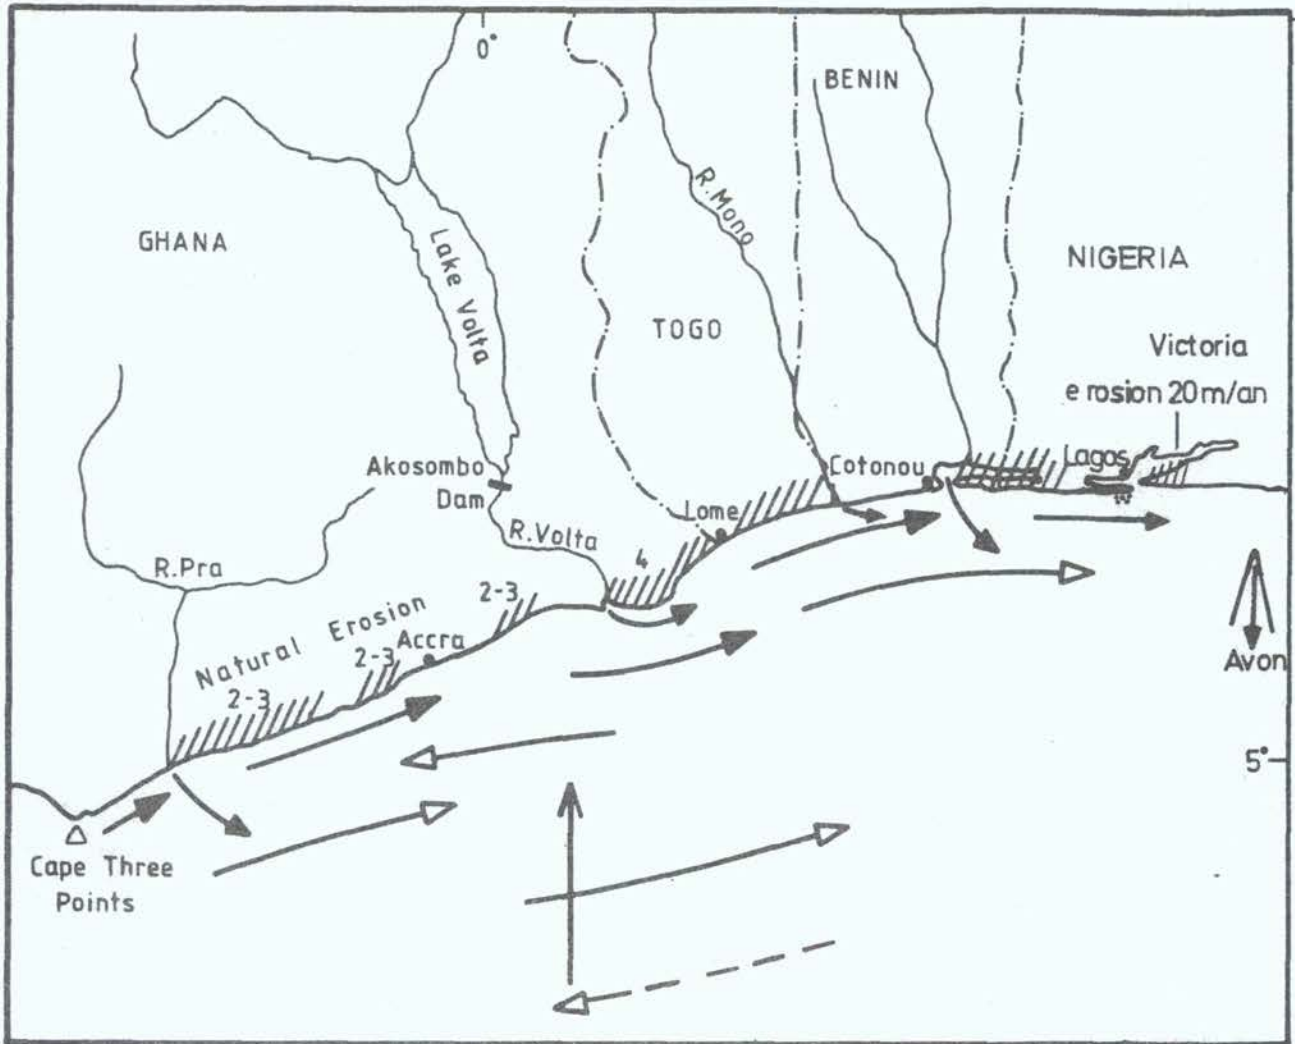 0°
BENIN
R.Mono
GHANA
Lake Volta
NIGERIA
TOGO
Victoria
erosion 20m/an
Akosombo
Dam
Cotonou
Lagos
Lome
R.Volta
4
R.Pra
2-3
Natural Erosion
Accra
2-3
2-3
Avon
5°
Cape Three
Points